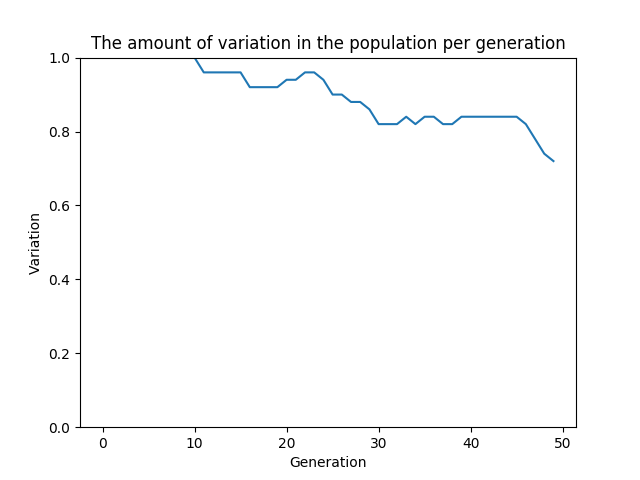 The amount of variation in the population per generation
1.0
0.8
0.6
0.4
0.2
0.0
Variation
0 10 20 30 40 50
Generation